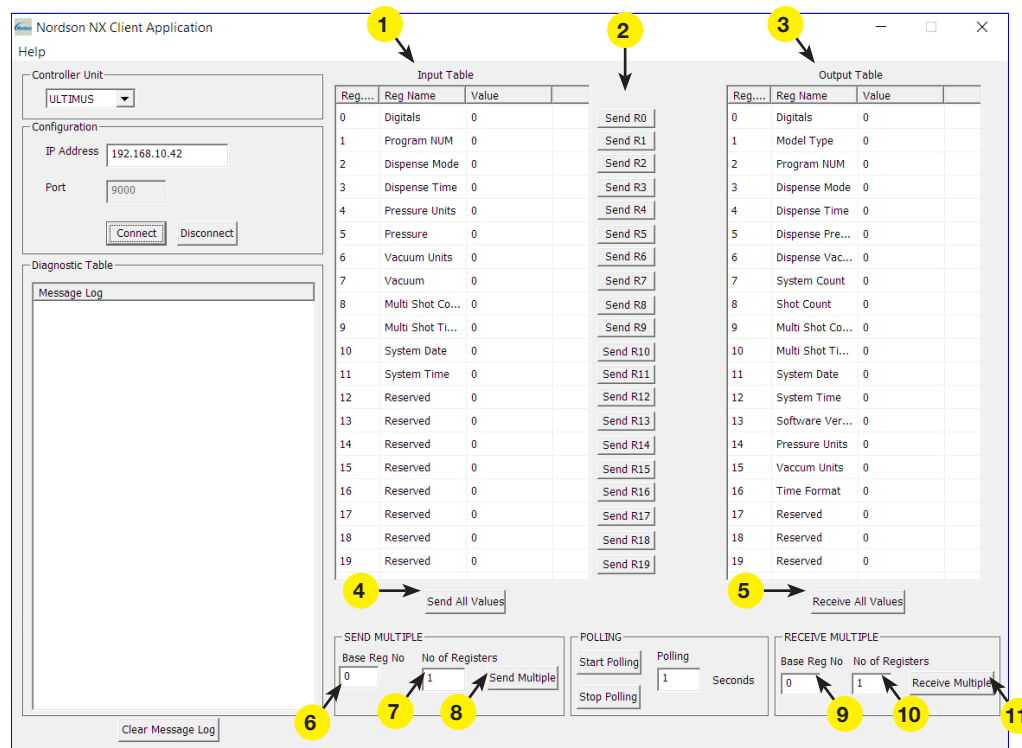 Nordson NX Client Application
Help
1
2
3
Controller Unit
ULTIMUS
Configuration
IP Address 192.168.10.42
Port 9000
Connect Disconnect
Diagnostic Table
Message Log
Clear Message Log
Input Table
Reg.... Reg Name Value
0 Digitals 0
1 Program NUM 0
2 Dispense Mode 0
3 Dispense Time 0
4 Pressure Units 0
5 Pressure 0
6 Vacuum Units 0
7 Vacuum 0
8 Multi Shot Co... 0
9 Multi Shot Ti... 0
10 System Date 0
11 System Time 0
12 Reserved 0
13 Reserved 0
14 Reserved 0
15 Reserved 0
16 Reserved 0
17 Reserved 0
18 Reserved 0
19 Reserved 0
Send R0
Send R1
Send R2
Send R3
Send R4
Send R5
Send R6
Send R7
Send R8
Send R9
Send R10
Send R11
Send R12
Send R13
Send R14
Send R15
Send R16
Send R17
Send R18
Send R19
Output Table
Reg.... Reg Name Value
0 Digitals 0
1 Model Type 0
2 Program NUM 0
3 Dispense Mode 0
4 Dispense Time 0
5 Dispense Pre... 0
6 Dispense Vac... 0
7 System Count 0
8 Shot Count 0
9 Multi Shot Co... 0
10 Multi Shot Ti... 0
11 System Date 0
12 System Time 0
13 Software Ver... 0
14 Pressure Units 0
15 Vaccum Units 0
16 Time Format 0
17 Reserved 0
18 Reserved 0
19 Reserved 0
4
Send All Values
5
Receive All Values
SEND MULTIPLE
Base Reg No No of Registers
0 1 Send Multiple
6 7 8
POLLING
Start Polling
Stop Polling
Polling
1 Seconds
RECEIVE MULTIPLE
Base Reg No No of Registers
0 1 Receive Multiple
9 10 11